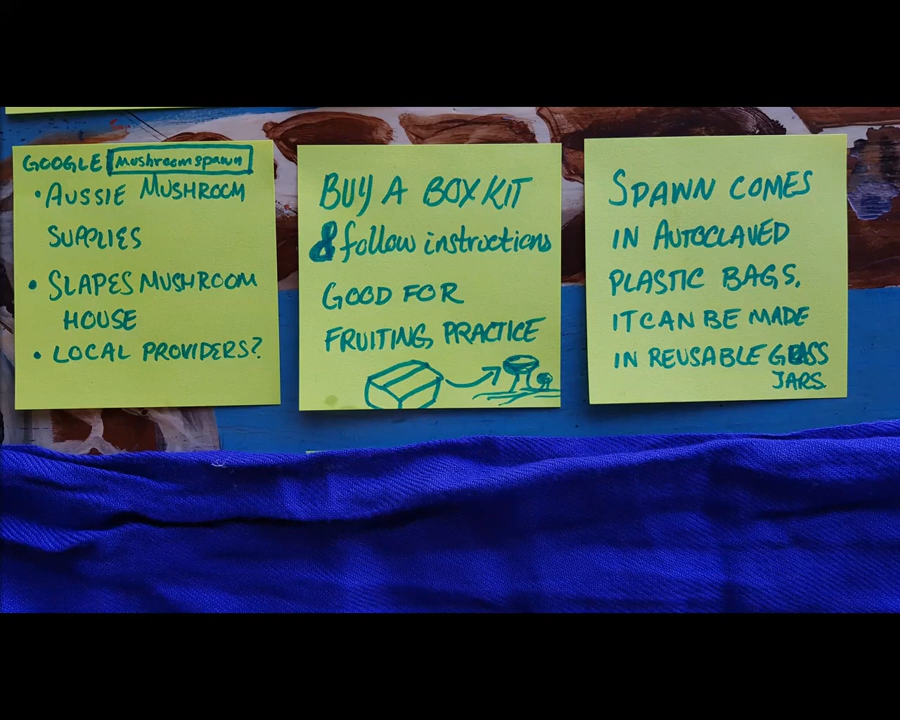 GOOGLE Mushroom spawn
• AUSSIE MUSHROOM
SUPPLIES
• SLAPES MUSHROOM
HOUSE
• LOCAL PROVIDERS?
BUY A BOX KIT
& follow instructions
GOOD FOR
FRUITING PRACTICE
SPAWN COMES
IN AUTOCLAVED
PLASTIC BAGS.
IT CAN BE MADE
IN REUSABLE GLASS
JARS